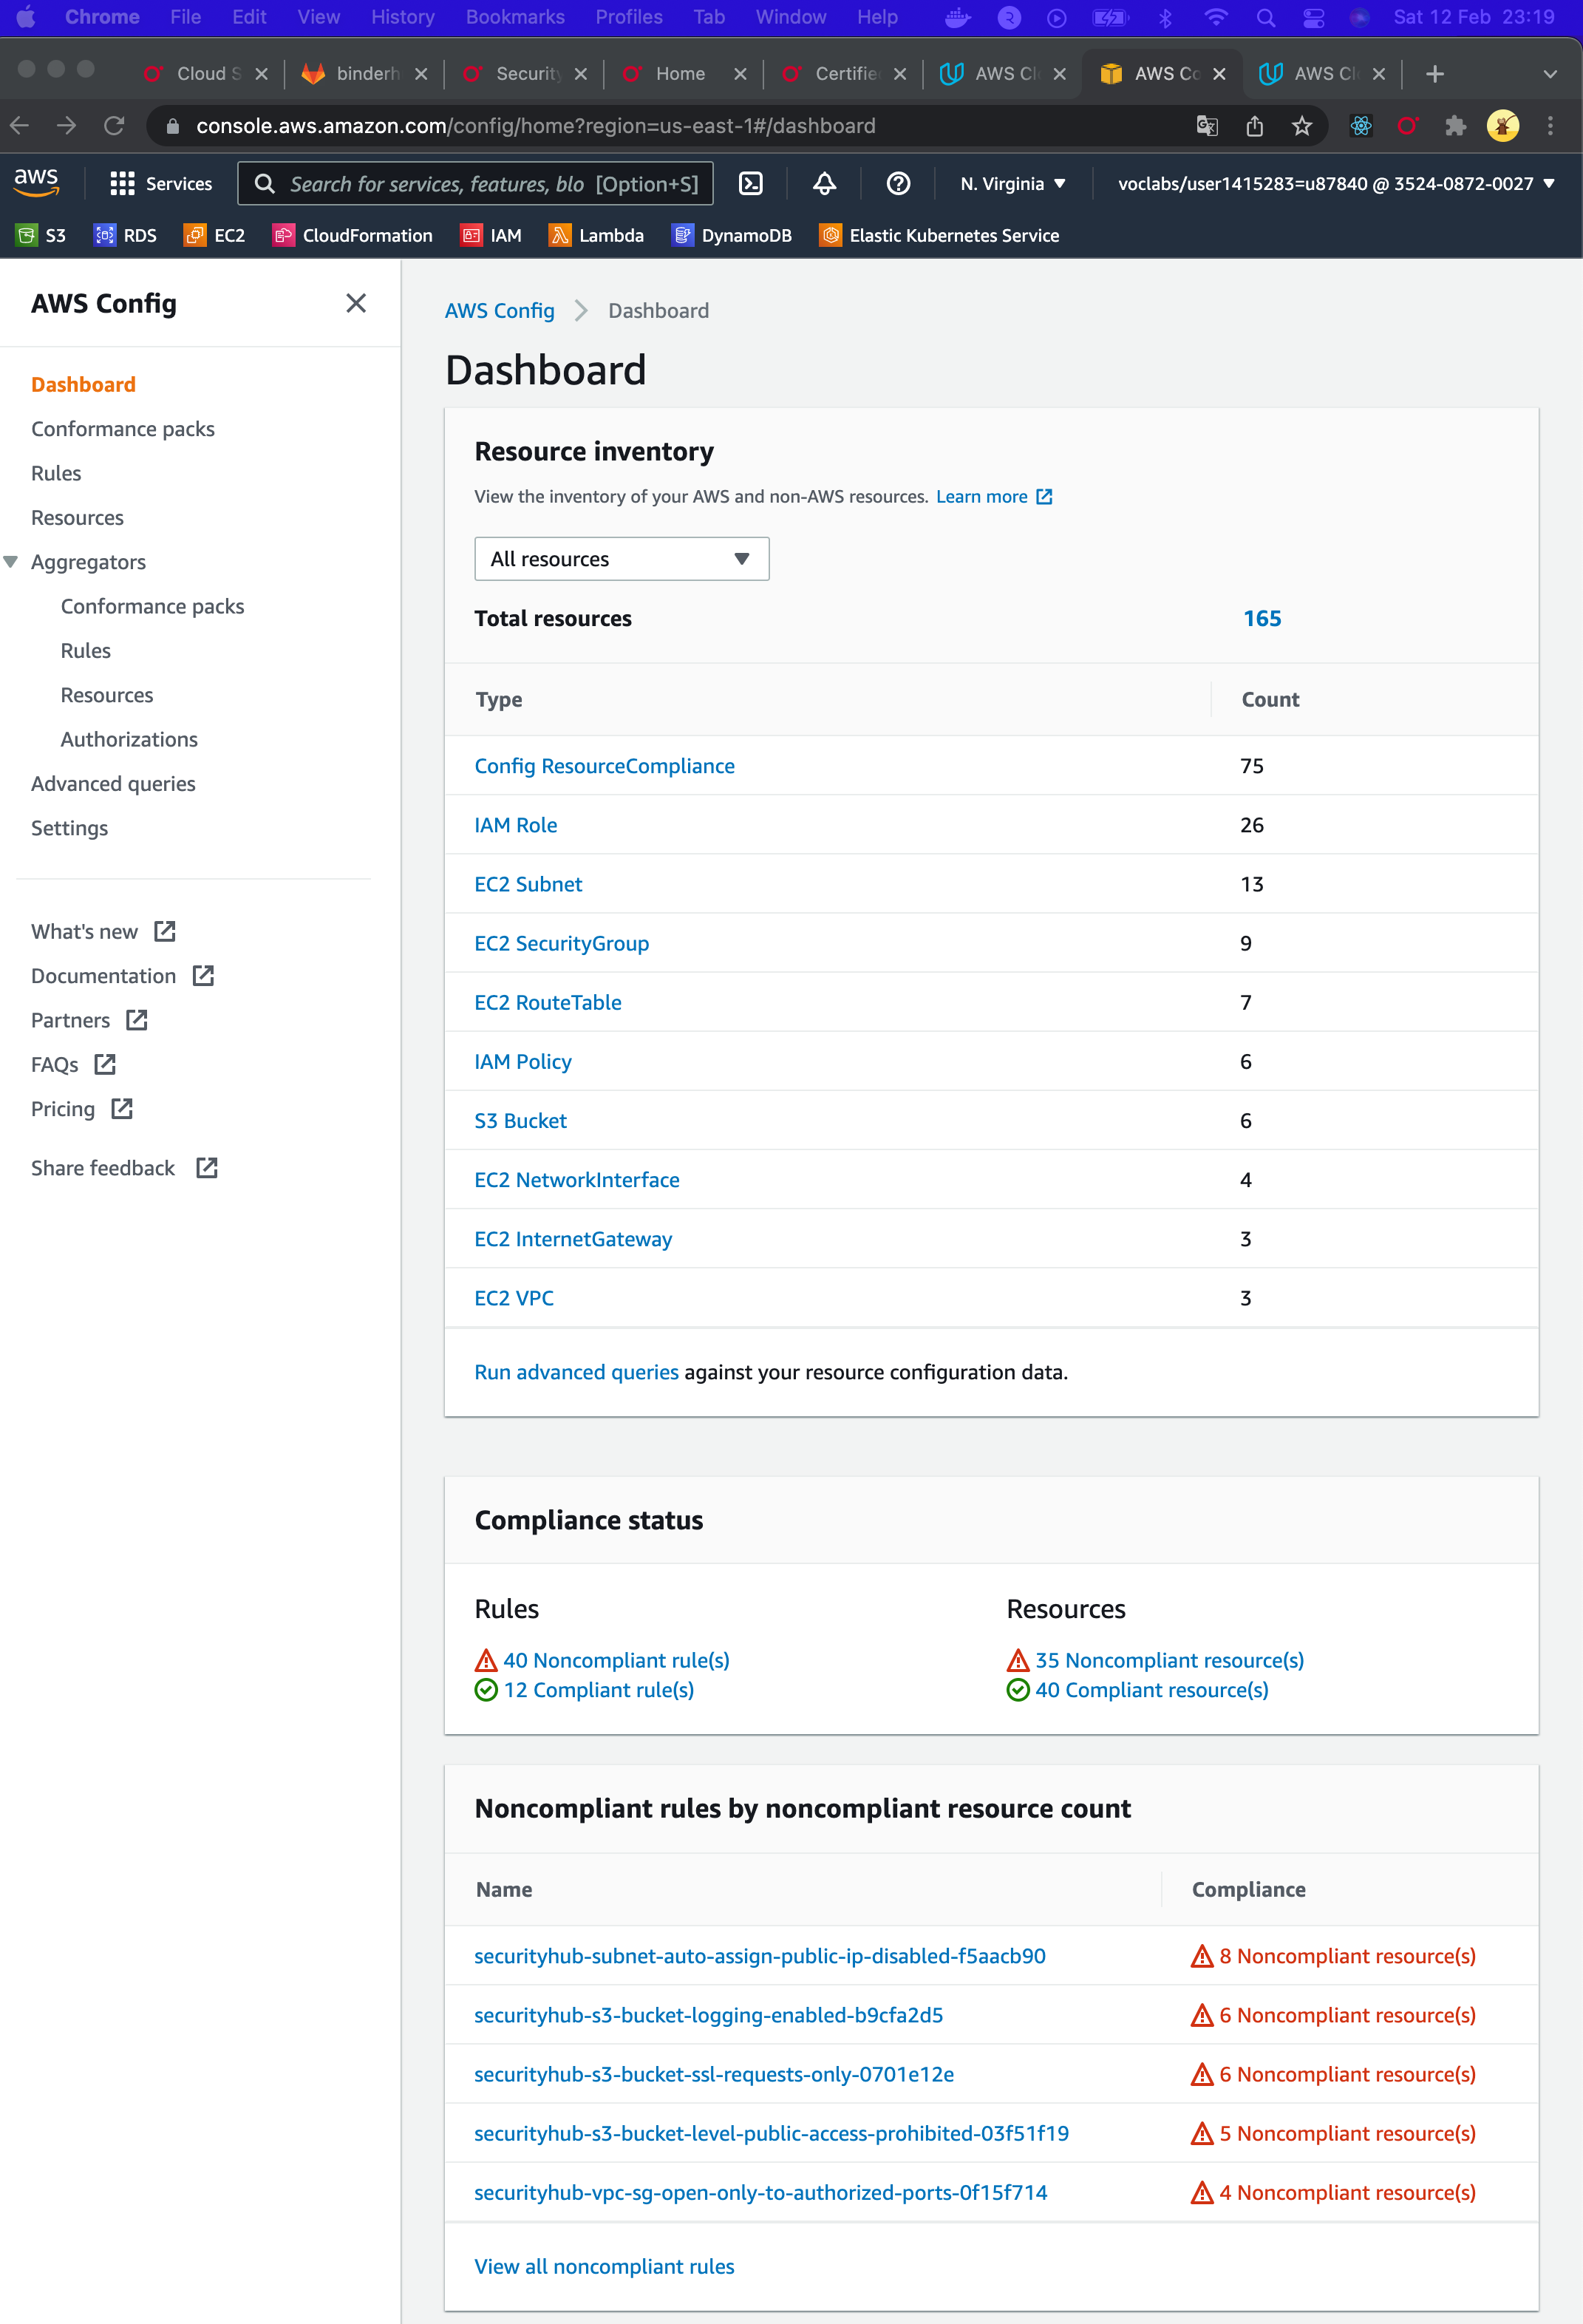 Chrome File Edit View History Bookmarks Profiles Tab Window Help Sat 12 Feb 23:19
Cloud S binderh Security Home Certifie AWS Cl AWS Co AWS Cl
console.aws.amazon.com/config/home?region=us-east-1#/dashboard
aws Services Search for services, features, blo [Option+S] N. Virginia voclabs/user1415283=u87840 @ 3524-0872-0027
S3 RDS EC2 CloudFormation IAM Lambda DynamoDB Elastic Kubernetes Service
AWS Config
Dashboard
Conformance packs
Rules
Resources
Aggregators
Conformance packs
Rules
Resources
Authorizations
Advanced queries
Settings
What's new
Documentation
Partners
FAQs
Pricing
Share feedback
AWS Config Dashboard
Dashboard
Resource inventory
View the inventory of your AWS and non-AWS resources. Learn more
All resources
Total resources 165
Type Count
Config ResourceCompliance 75
IAM Role 26
EC2 Subnet 13
EC2 SecurityGroup 9
EC2 RouteTable 7
IAM Policy 6
S3 Bucket 6
EC2 NetworkInterface 4
EC2 InternetGateway 3
EC2 VPC 3
Run advanced queries against your resource configuration data.
Compliance status
Rules Resources
40 Noncompliant rule(s) 35 Noncompliant resource(s)
12 Compliant rule(s) 40 Compliant resource(s)
Noncompliant rules by noncompliant resource count
Name Compliance
securityhub-subnet-auto-assign-public-ip-disabled-f5aacb90 8 Noncompliant resource(s)
securityhub-s3-bucket-logging-enabled-b9cfa2d5 6 Noncompliant resource(s)
securityhub-s3-bucket-ssl-requests-only-0701e12e 6 Noncompliant resource(s)
securityhub-s3-bucket-level-public-access-prohibited-03f51f19 5 Noncompliant resource(s)
securityhub-vpc-sg-open-only-to-authorized-ports-0f15f714 4 Noncompliant resource(s)
View all noncompliant rules